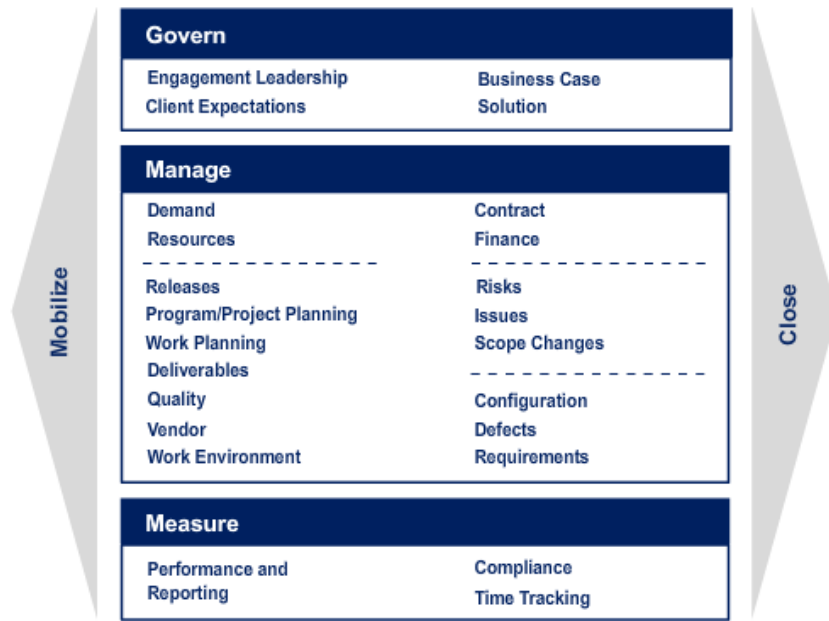 Mobilize
Govern
Engagement Leadership
Client Expectations
Business Case
Solution
Manage
Demand
Resources
Releases
Program/Project Planning
Work Planning
Deliverables
Quality
Vendor
Work Environment
Contract
Finance
Risks
Issues
Scope Changes
Configuration
Defects
Requirements
Measure
Performance and
Reporting
Compliance
Time Tracking
Close